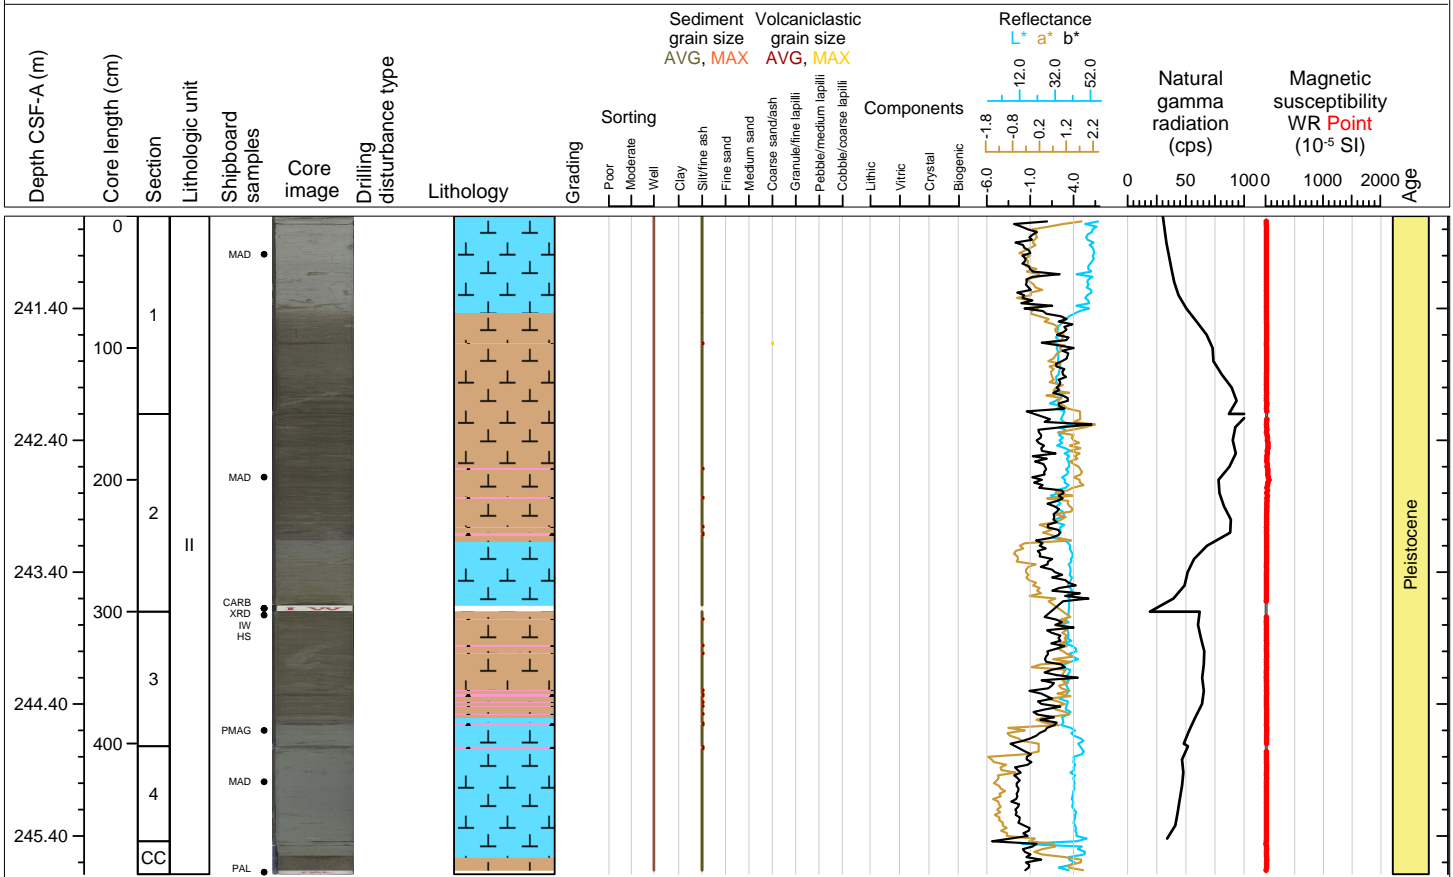 Depth CSF-A (m)
Core length (cm)
Section
Lithologic unit
Shipboard
samples
Core
image
Drilling
disturbance type
Lithology
Grading
Sorting
Poor
Moderate
Well
Sediment
grain size
AVG, MAX
Volcaniclastic
grain size
AVG, MAX
Clay
Silt/fine ash
Fine sand
Medium sand
Coarse sand/ash
Granule/fine lapilli
Pebble/medium lapilli
Cobble/coarse lapilli
Components
Lithic
Vitric
Crystal
Biogenic
Reflectance
L* a* b*
12.0 32.0 52.0
-1.8 -0.8 0.2 1.2 2.2
-6.0 -1.0 4.0
Natural
gamma
radiation
(cps)
0 50 100
Magnetic
susceptibility
WR Point
(10-5 SI)
0 1000 2000
Age
0
MAD
241.40
1
100
242.40
MAD
200
2
II
Pleistocene
243.40
CARB
300
XRD
IW
IW
HS
3
244.40
PMAG
400
MAD
4
245.40
CC
PAL